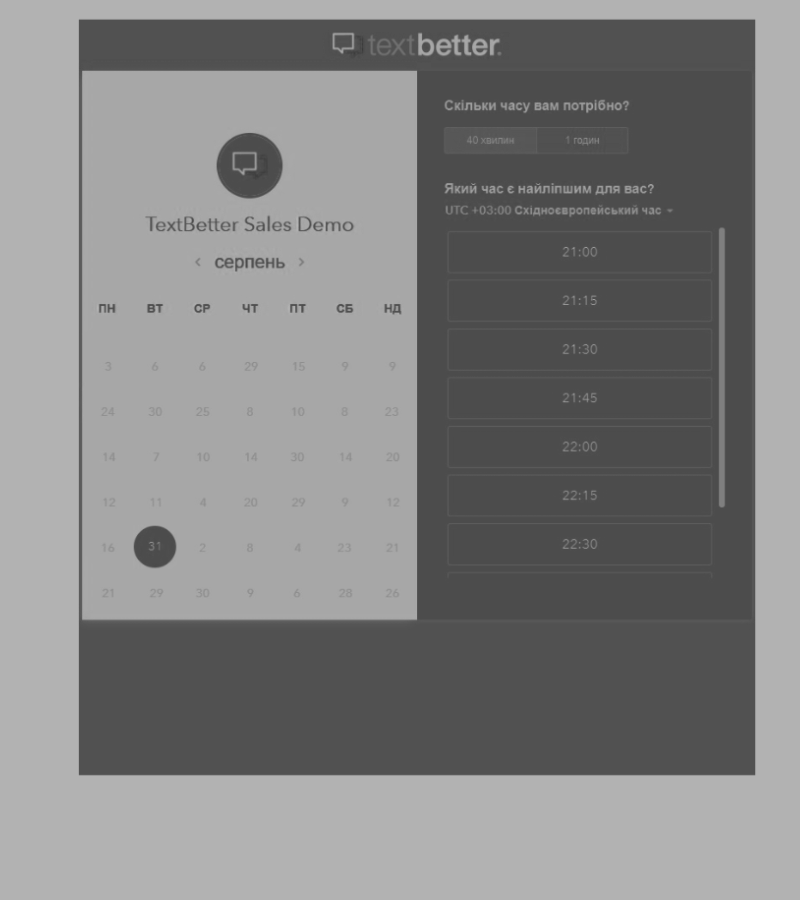 textbetter.
TextBetter Sales Demo
серпень
ПН ВТ СР ЧТ ПТ СБ НД
3 6 6 29 15 9 9
24 30 25 8 10 8 23
14 7 10 14 30 14 20
12 11 4 20 29 9 12
16 31 2 8 4 23 21
21 29 30 9 6 28 26
Скільки часу вам потрібно?
40 хвилин 1 годин
Який час є найліпшим для вас?
UTC +03:00 Східноєвропейський час
21:00
21:15
21:30
21:45
22:00
22:15
22:30